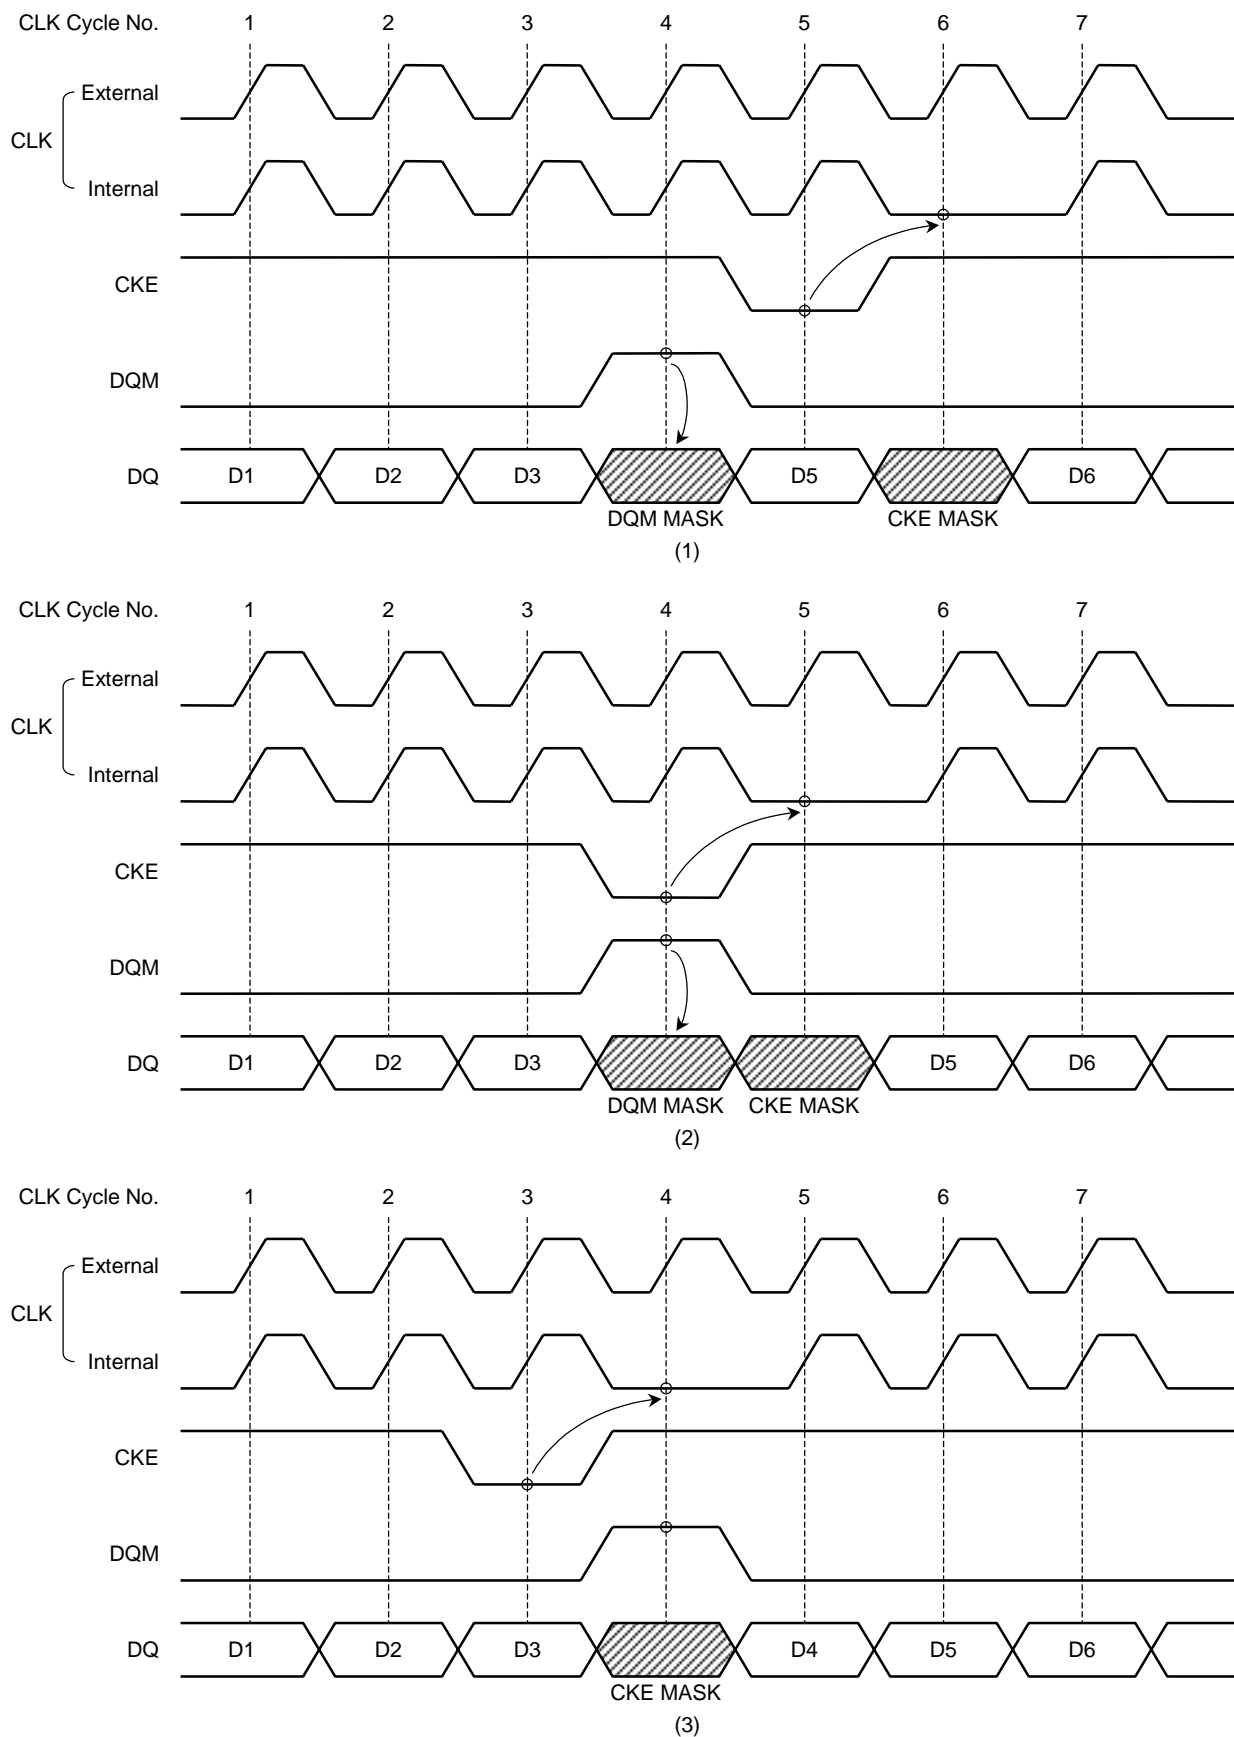 CLK Cycle No. 1 2 3 4 5 6 7
External
CLK
Internal
CKE
DQM
DQ D1 D2 D3 D5 D6
DQM MASK CKE MASK
(1)
CLK Cycle No. 1 2 3 4 5 6 7
External
CLK
Internal
CKE
DQM
DQ D1 D2 D3 D5 D6
DQM MASK CKE MASK
(2)
CLK Cycle No. 1 2 3 4 5 6 7
External
CLK
Internal
CKE
DQM
DQ D1 D2 D3 D4 D5 D6
CKE MASK
(3)